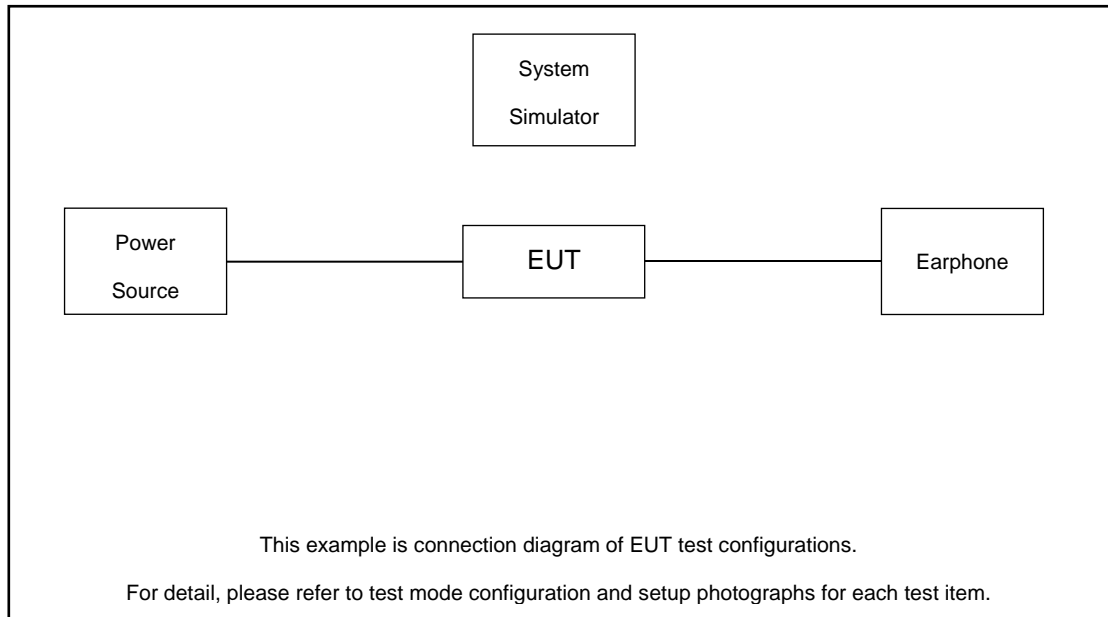 System
Simulator
Power
Source
EUT
Earphone
This example is connection diagram of EUT test configurations.
For detail, please refer to test mode configuration and setup photographs for each test item.